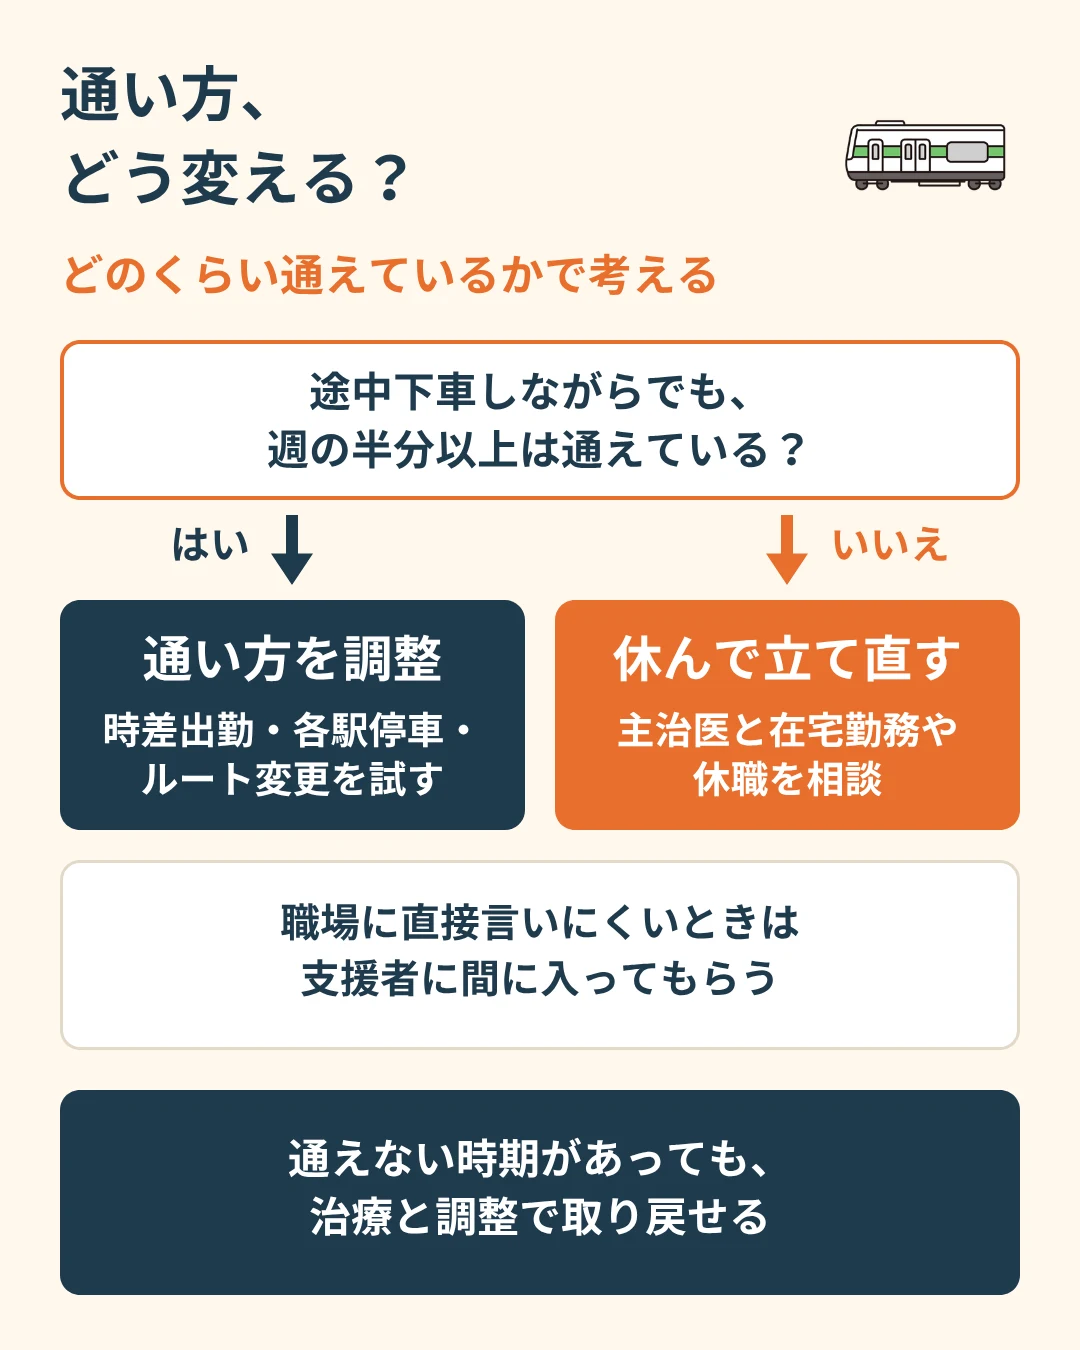 通い方、
どう変える？
どのくらい通えているかで考える
途中下車しながらでも、
週の半分以上は通えている？
はい
いいえ
通い方を調整
時差出勤・各駅停車・
ルート変更を試す
休んで立て直す
主治医と在宅勤務や
休職を相談
職場に直接言いにくいときは
支援者に間に入ってもらう
通えない時期があっても、
治療と調整で取り戻せる